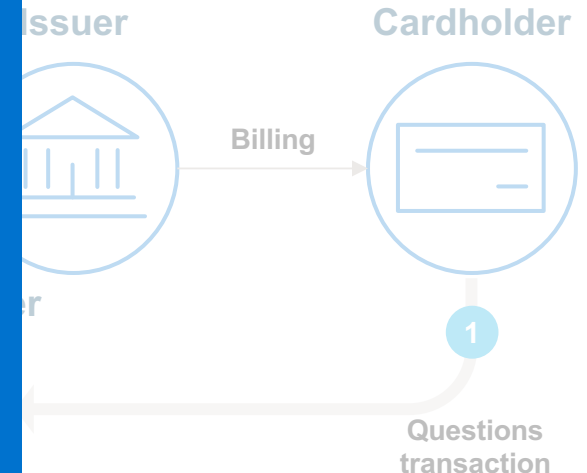 Issuer
Cardholder
Billing
er
1
Questions
transaction